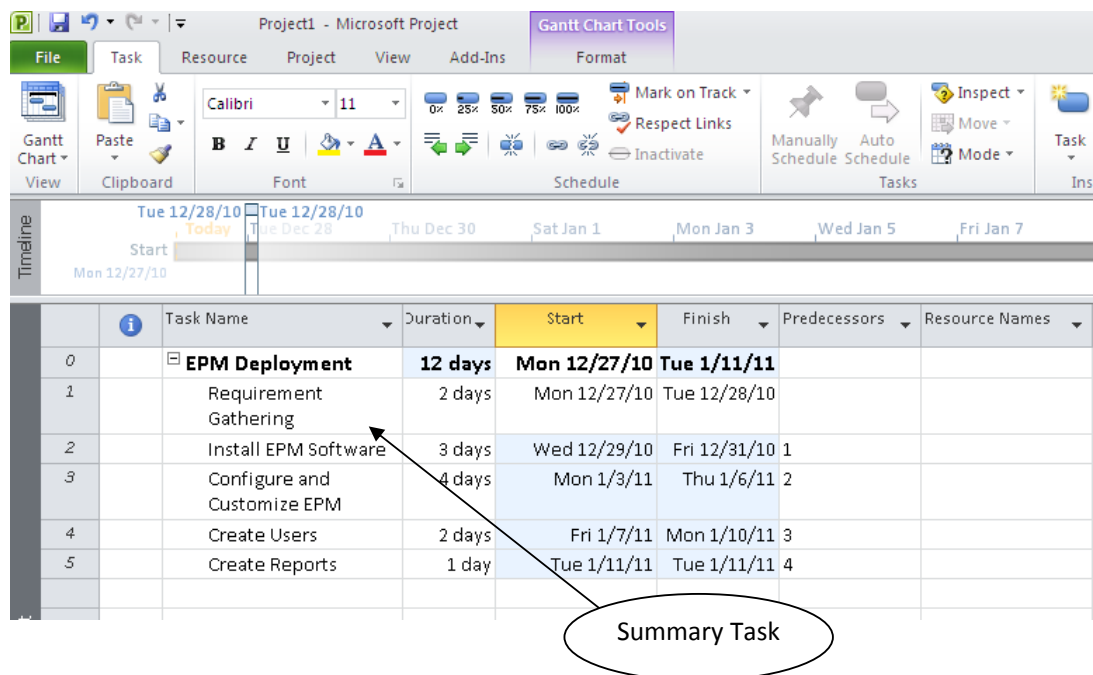 Project1 - Microsoft Project
Gantt Chart Tools
File Task Resource Project View Add-Ins Format
Gantt Chart
View
Paste
Clipboard
Calibri 11
B I U A
Font
0% 25% 50% 75% 100%
Mark on Track
Respect Links
Inactivate
Schedule
Manually Schedule
Auto Schedule
Inspect
Move
Mode
Tasks
Task
Ins
Timeline
Tue 12/28/10 Tue 12/28/10
Today Tue Dec 28 Thu Dec 30 Sat Jan 1 Mon Jan 3 Wed Jan 5 Fri Jan 7
Start
Mon 12/27/10
Task Name Duration Start Finish Predecessors Resource Names
0 EPM Deployment 12 days Mon 12/27/10 Tue 1/11/11
1 Requirement 2 days Mon 12/27/10 Tue 12/28/10
Gathering
2 Install EPM Software 3 days Wed 12/29/10 Fri 12/31/10 1
3 Configure and 4 days Mon 1/3/11 Thu 1/6/11 2
Customize EPM
4 Create Users 2 days Fri 1/7/11 Mon 1/10/11 3
5 Create Reports 1 day Tue 1/11/11 Tue 1/11/11 4
Summary Task